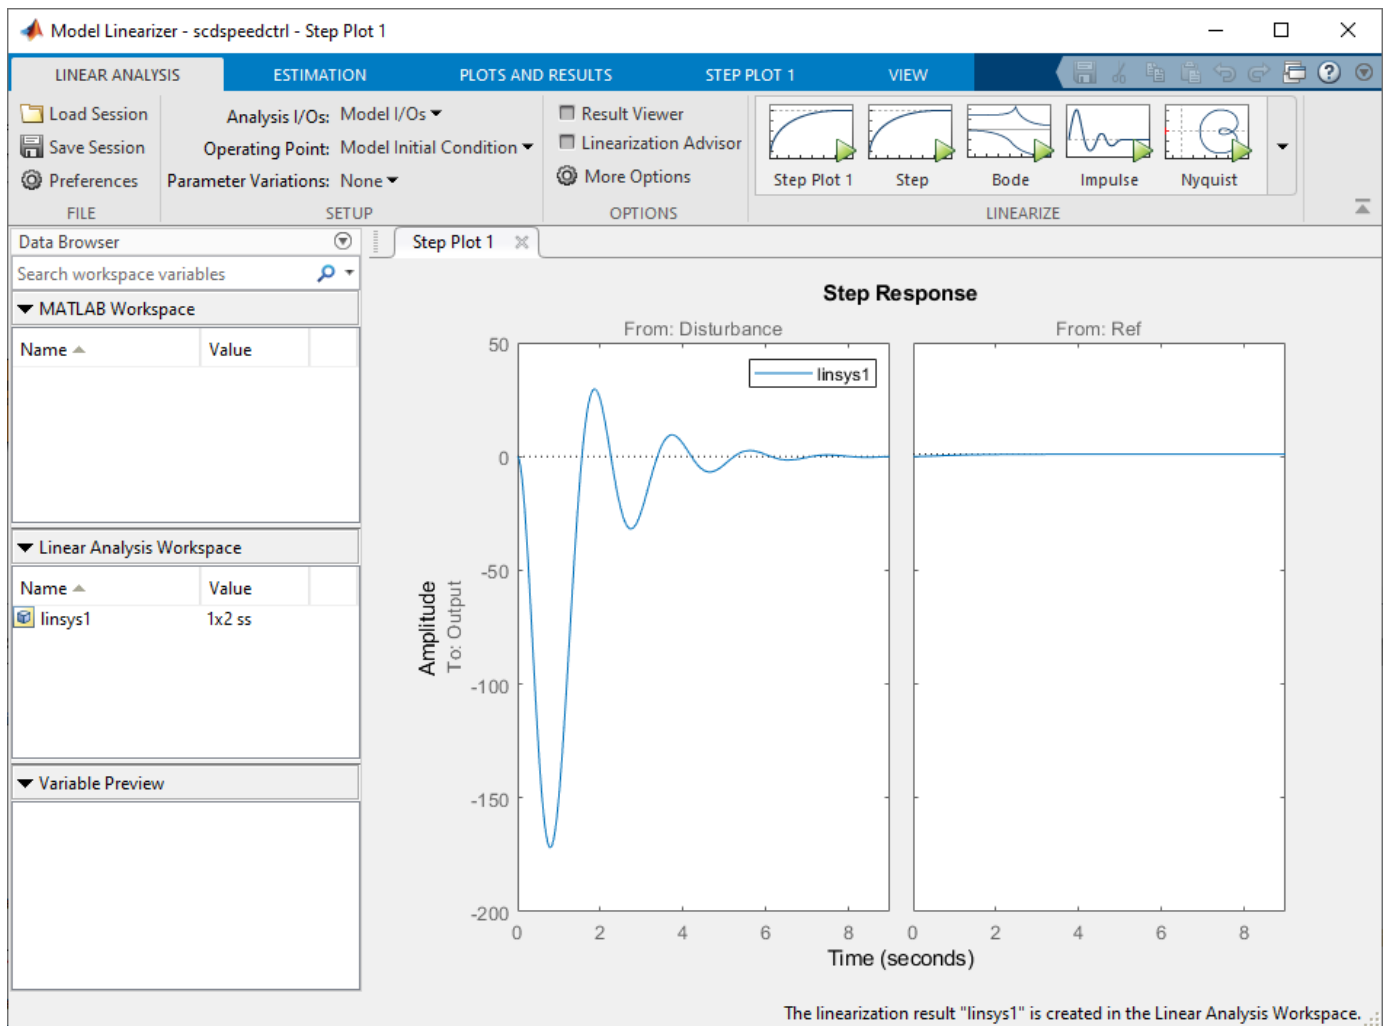 Model Linearizer - scdspeedctrl - Step Plot 1
LINEAR ANALYSIS ESTIMATION PLOTS AND RESULTS STEP PLOT 1 VIEW
Load Session
Save Session
Preferences
FILE
Analysis I/Os: Model I/Os
Operating Point: Model Initial Condition
Parameter Variations: None
SETUP
Result Viewer
Linearization Advisor
More Options
OPTIONS
Step Plot 1 Step Bode Impulse Nyquist
LINEARIZE
Data Browser
Search workspace variables
MATLAB Workspace
Name Value
Linear Analysis Workspace
Name Value
linsys1 1x2 ss
Variable Preview
Step Plot 1
Step Response
From: Disturbance From: Ref
linsys1
50
0
-50
-100
-150
-200
Amplitude
To: Output
0 2 4 6 8 0 2 4 6 8
Time (seconds)
The linearization result "linsys1" is created in the Linear Analysis Workspace.